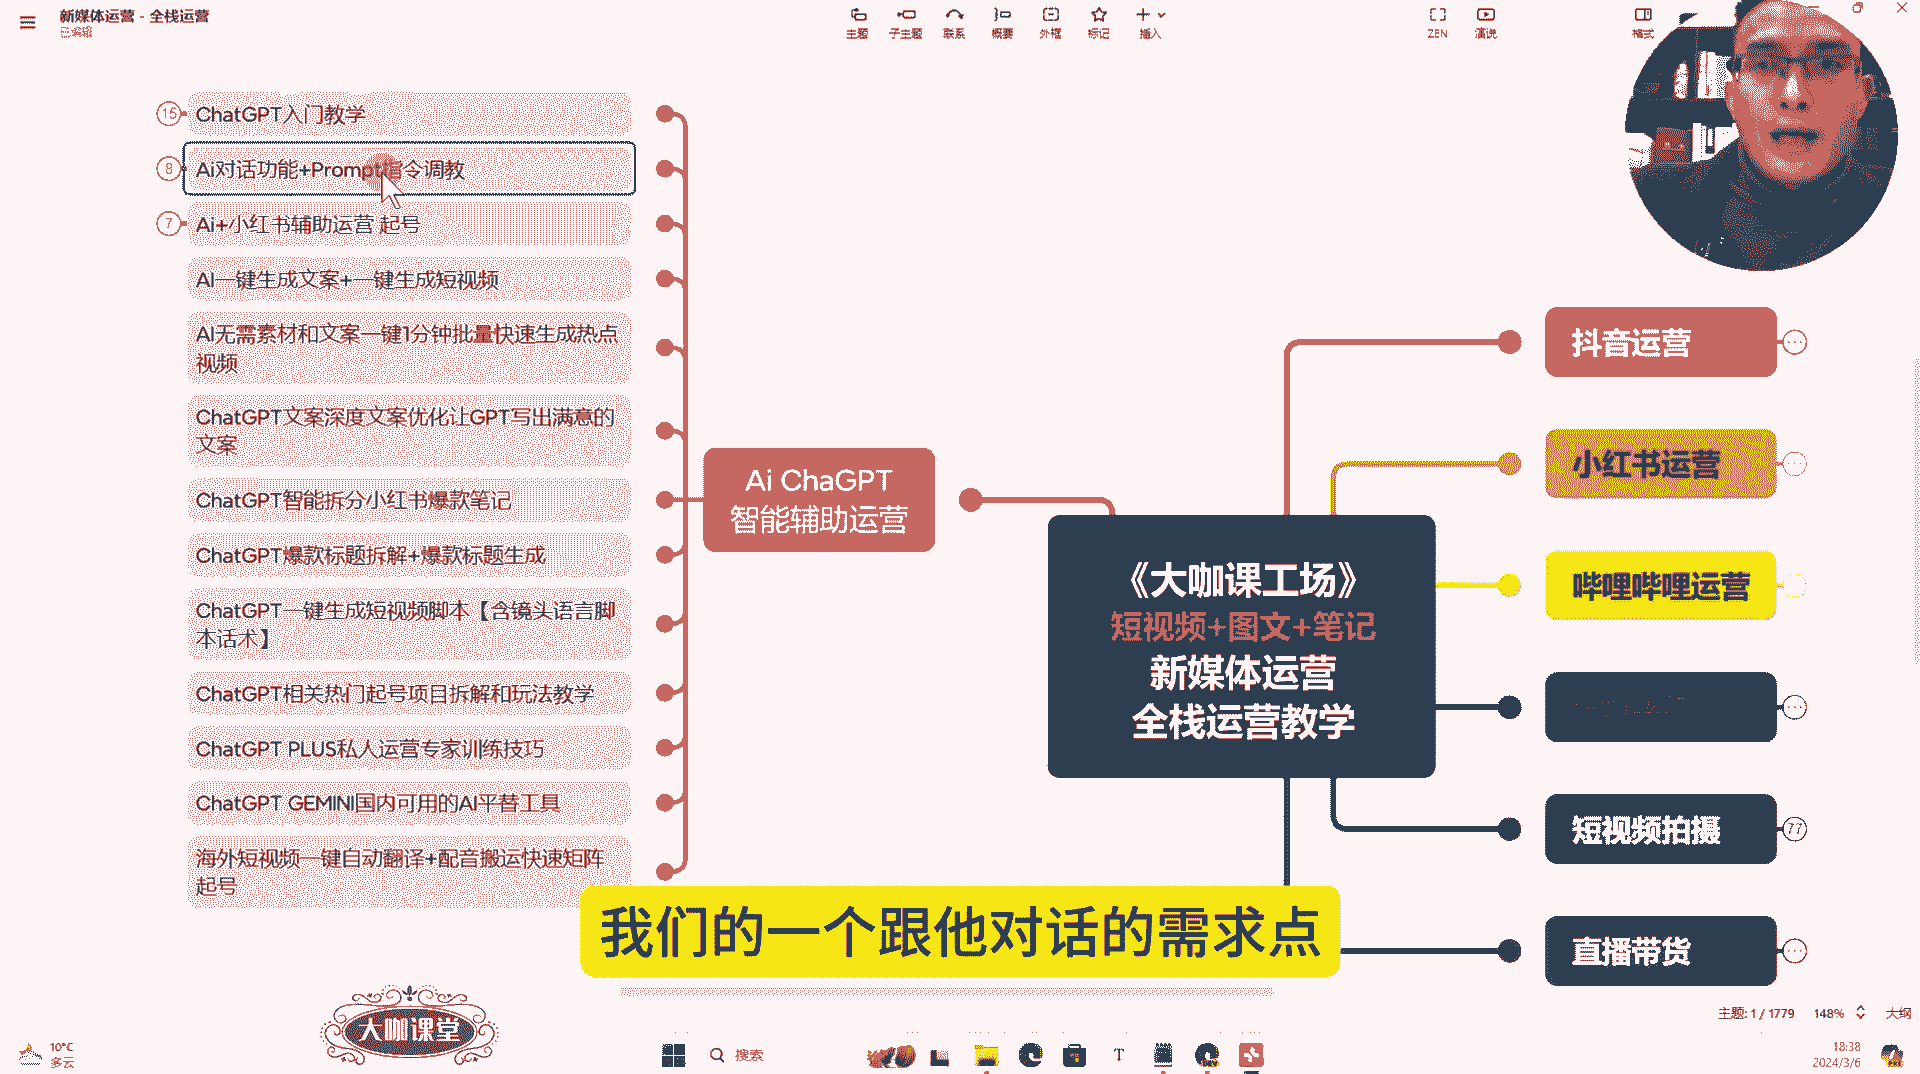 新媒体运营 - 全栈运营
已编辑
主题
子主题
联系
概要
外框
标记
插入
ZEN
演说
格式
15
ChatGPT入门教学
8
Ai对话功能+Prompt指令调教
7
Ai+小红书辅助运营 起号
AI一键生成文案+一键生成短视频
AI无需素材和文案一键1分钟批量快速生成热点
视频
ChatGPT文案深度文案优化让GPT写出满意的
文案
ChatGPT智能拆分小红书爆款笔记
ChatGPT爆款标题拆解+爆款标题生成
ChatGPT一键生成短视频脚本【含镜头语言脚
本话术】
ChatGPT相关热门起号项目拆解和玩法教学
ChatGPT PLUS私人运营专家训练技巧
ChatGPT GEMINI国内可用的AI平替工具
海外短视频一键自动翻译+配音搬运快速矩阵
起号
Ai ChaGPT
智能辅助运营
《大咖课工场》
短视频+图文+笔记
新媒体运营
全栈运营教学
抖音运营
小红书运营
哔哩哔哩运营
短视频拍摄
77
直播带货
我们的一个跟他对话的需求点
大咖课堂
主题: 1 / 1779
148%
大纲
10°C
多云
搜索
18:38
2024/3/6